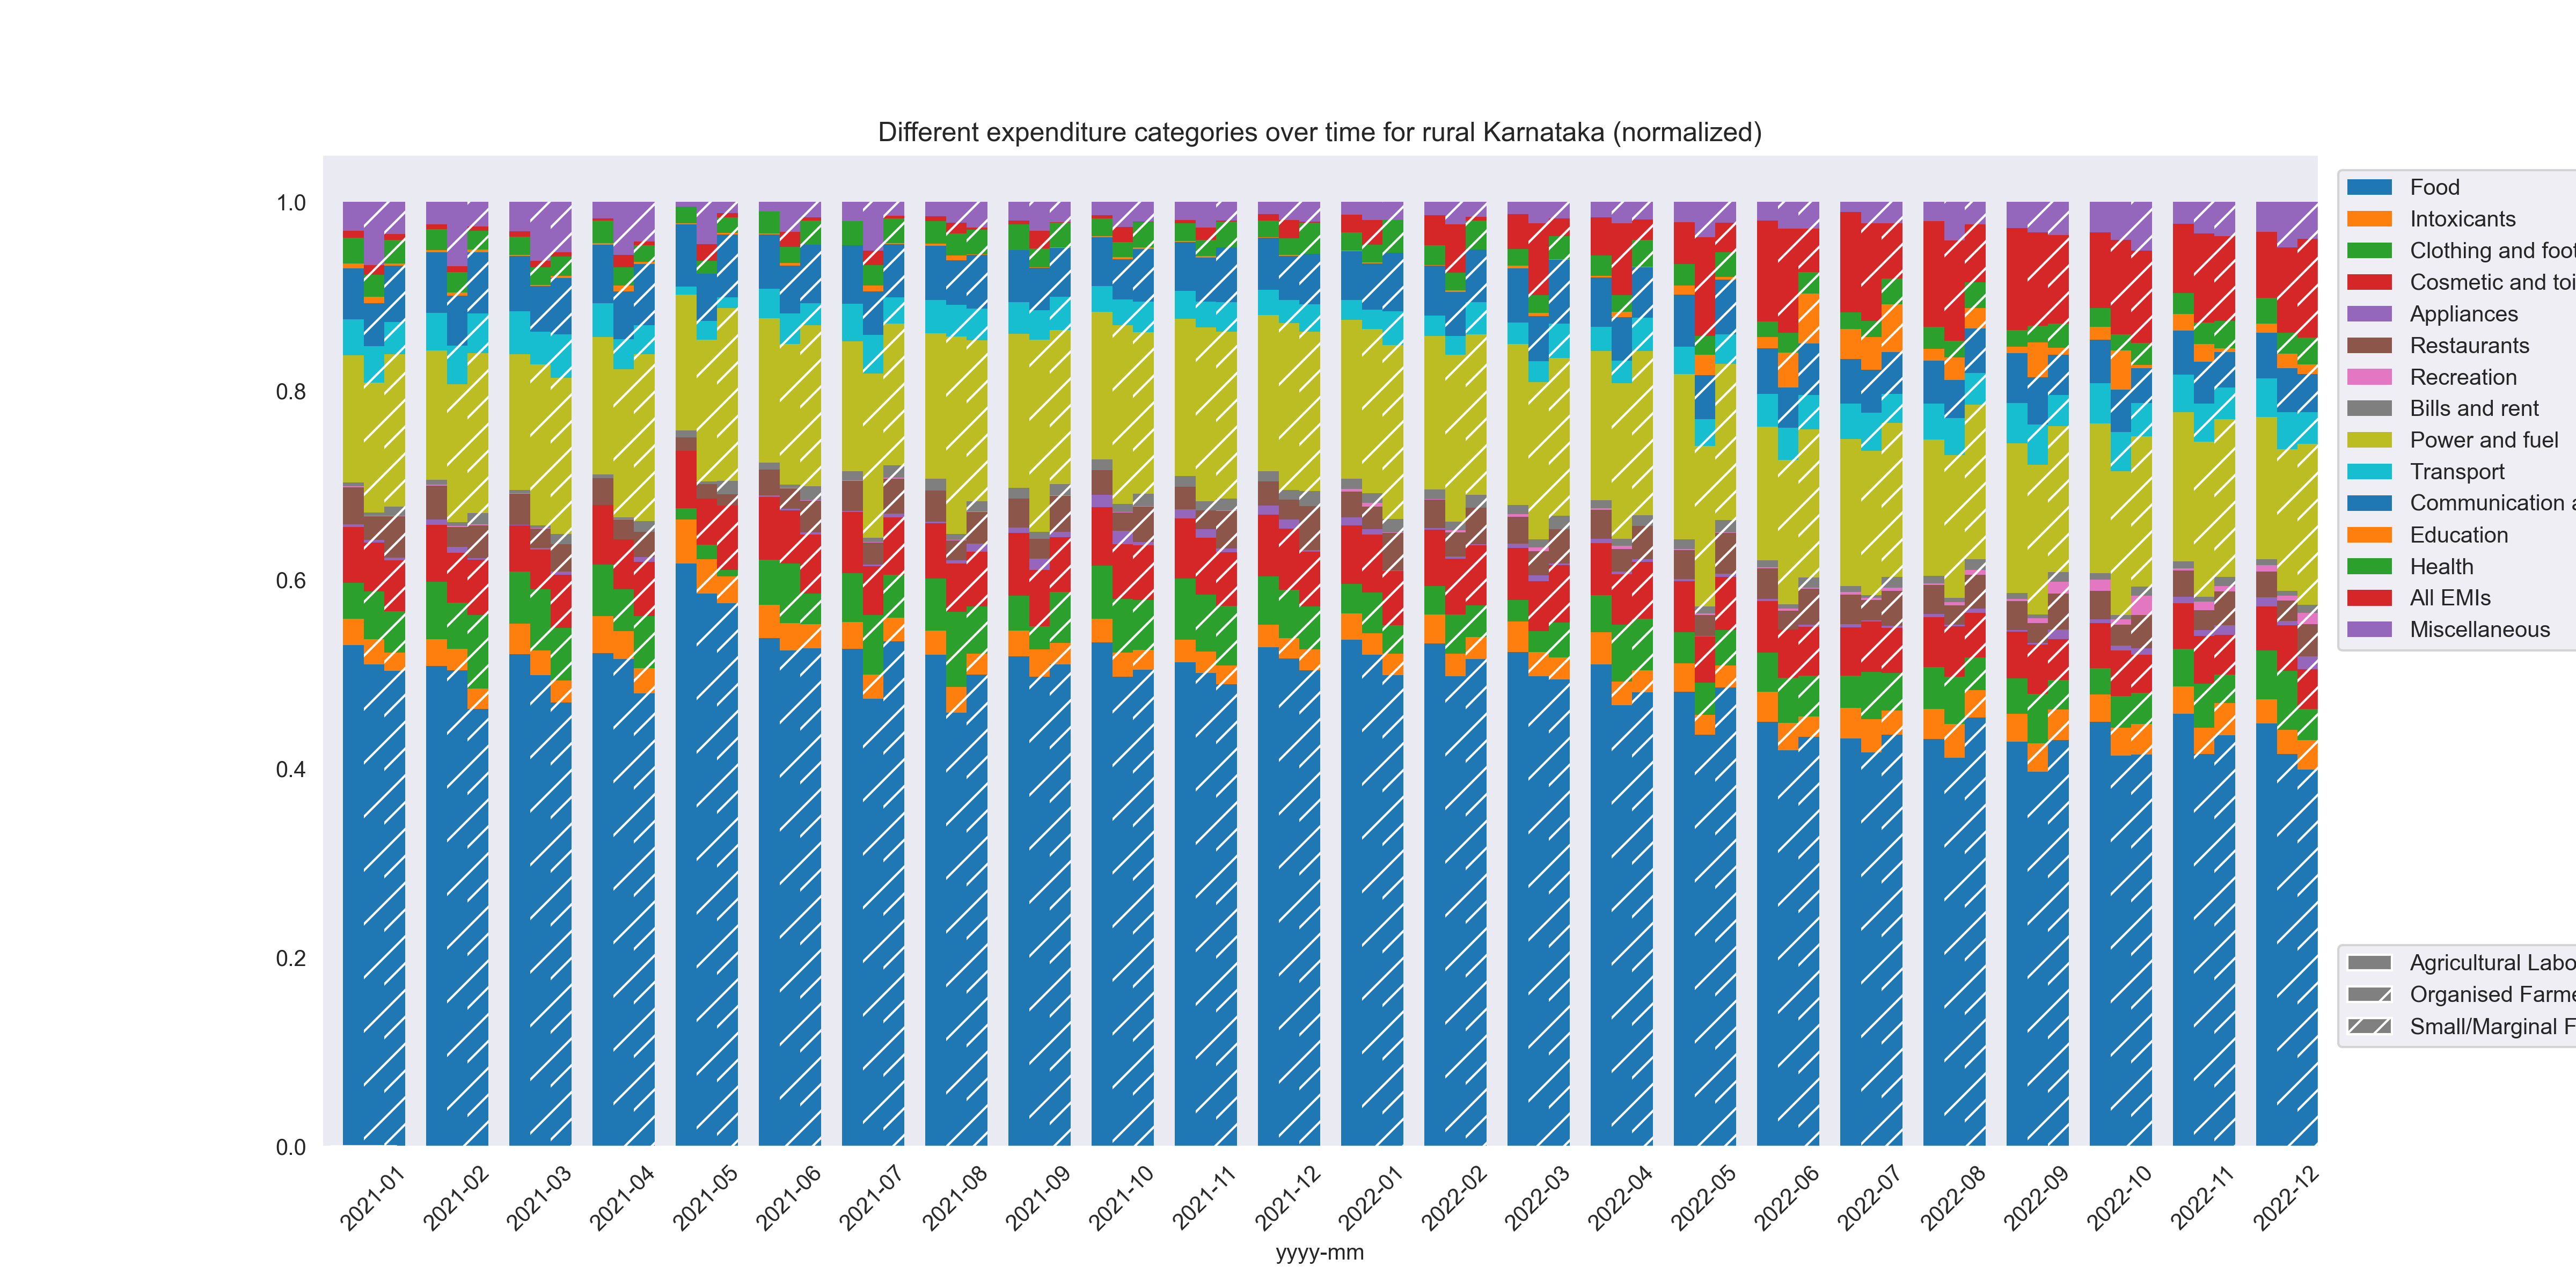 Different expenditure categories over time for rural Karnataka (normalized)
1.0
0.8
0.6
0.4
0.2
0.0
2021-01
2021-02
2021-03
2021-04
2021-05
2021-06
2021-07
2021-08
2021-09
2021-10
2021-11
2021-12
2022-01
2022-02
2022-03
2022-04
2022-05
2022-06
2022-07
2022-08
2022-09
2022-10
2022-11
2022-12
yyyy-mm
Food
Intoxicants
Clothing and foot
Cosmetic and toi
Appliances
Restaurants
Recreation
Bills and rent
Power and fuel
Transport
Communication a
Education
Health
All EMIs
Miscellaneous
Agricultural Labo
Organised Farme
Small/Marginal F